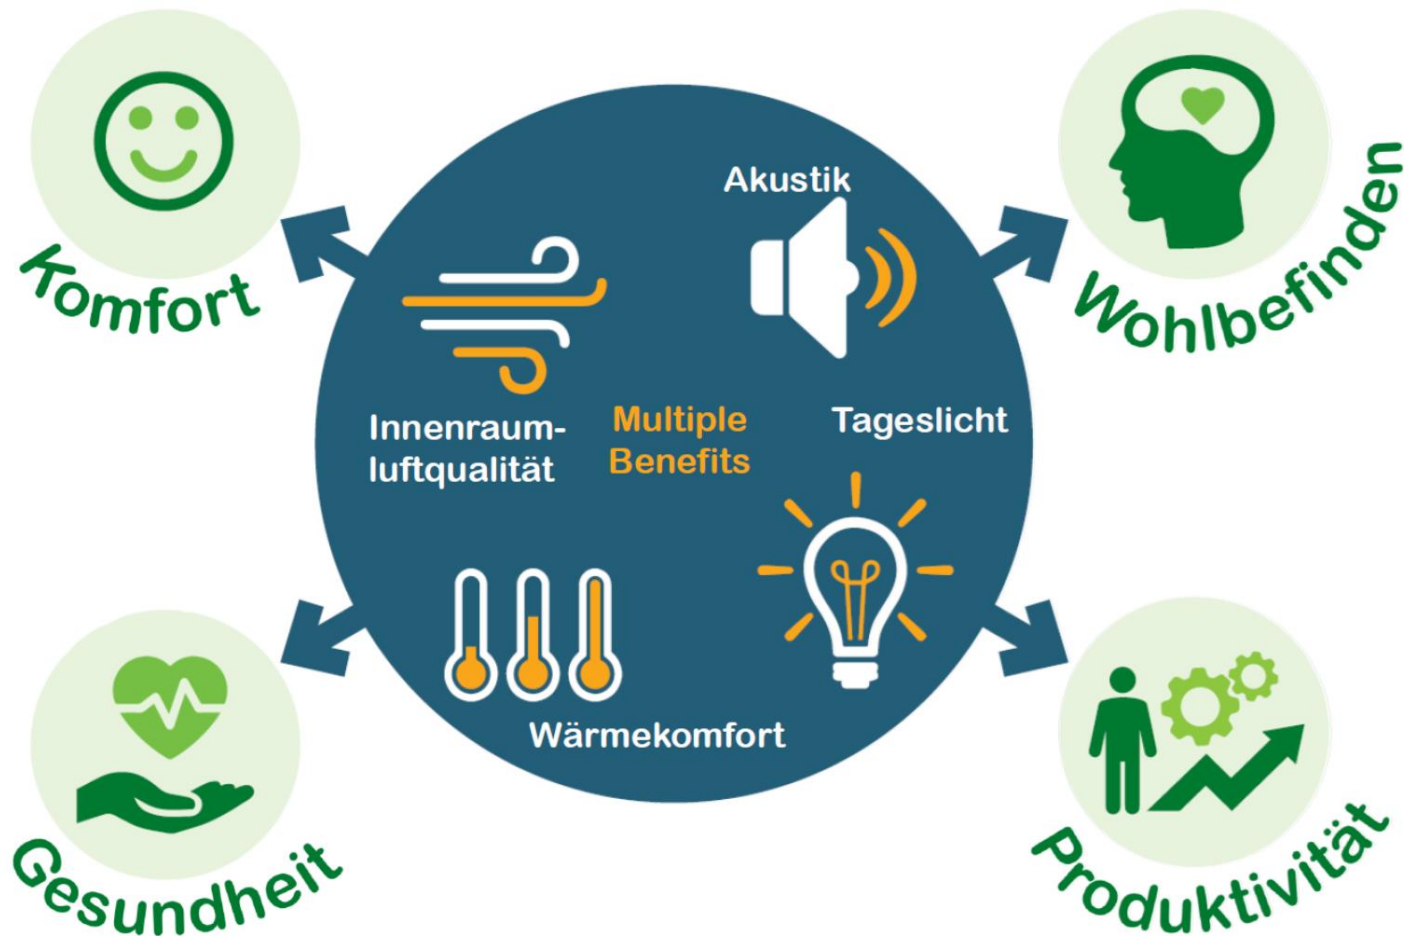 Komfort
Wohlbefinden
Akustik
Innenraum-
luftqualität
Multiple
Benefits
Tageslicht
Wärmekomfort
Gesundheit
Produktivität